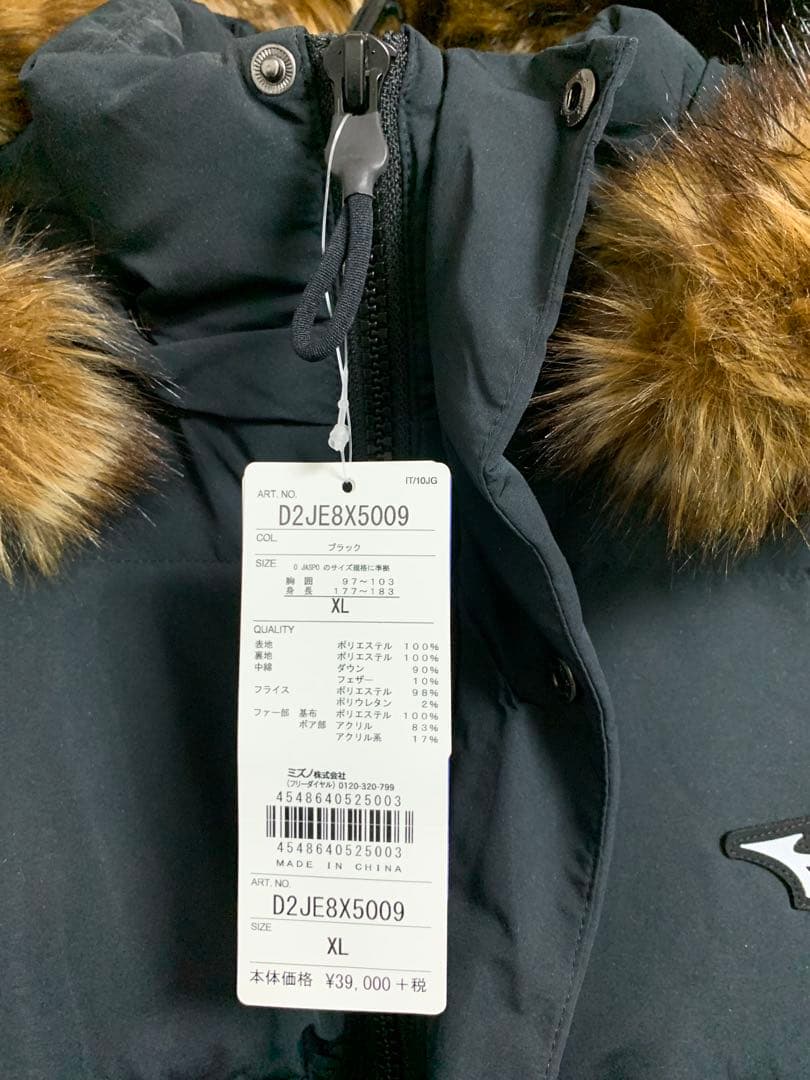 IT/10JG
ART. NO.
D2JE8X5009
COL.
ブラック
SIZE
0 JASPO のサイズ規格に準拠
胸囲 97～103
身長 177～183
XL
QUALITY
表地 ポリエステル 100%
裏地 ポリエステル 100%
中綿 ダウン 90%
フェザー 10%
フライス ポリエステル 98%
ポリウレタン 2%
ファー部 基布 ポリエステル 100%
ボア部 アクリル 83%
アクリル系 17%
ミズノ株式会社
(フリーダイヤル) 0120-320-799
4548640525003
4548640525003
MADE IN CHINA
ART. NO.
D2JE8X5009
SIZE
XL
本体価格 ¥39,000+税